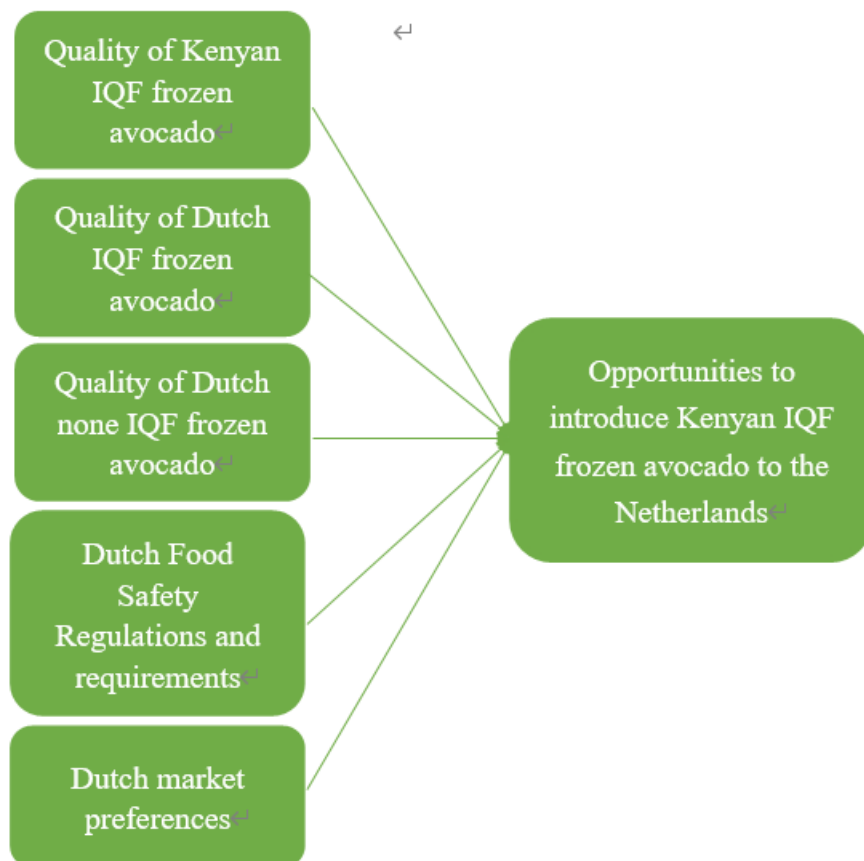 Quality of Kenyan
IQF frozen
avocado↵
Quality of Dutch
IQF frozen
avocado↵
Quality of Dutch
none IQF frozen
avocado↵
Dutch Food
Safety
Regulations and
requirements↵
Dutch market
preferences↵
↵
Opportunities to
introduce Kenyan IQF
frozen avocado to the
Netherlands↵